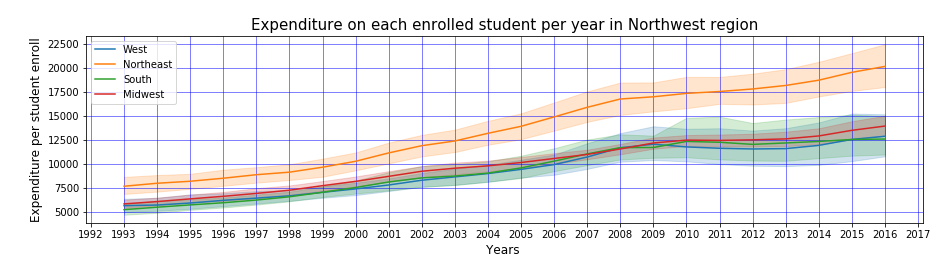 Expenditure on each enrolled student per year in Northwest region
Expenditure per student enroll
22500
20000
17500
15000
12500
10000
7500
5000
West
Northeast
South
Midwest
1992 1993 1994 1995 1996 1997 1998 1999 2000 2001 2002 2003 2004 2005 2006 2007 2008 2009 2010 2011 2012 2013 2014 2015 2016 2017
Years